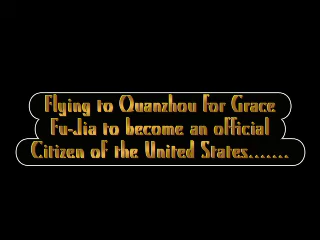 Flying to Quanzhou for Grace
Fu-Jia to become an official
Citizen of the United States.......